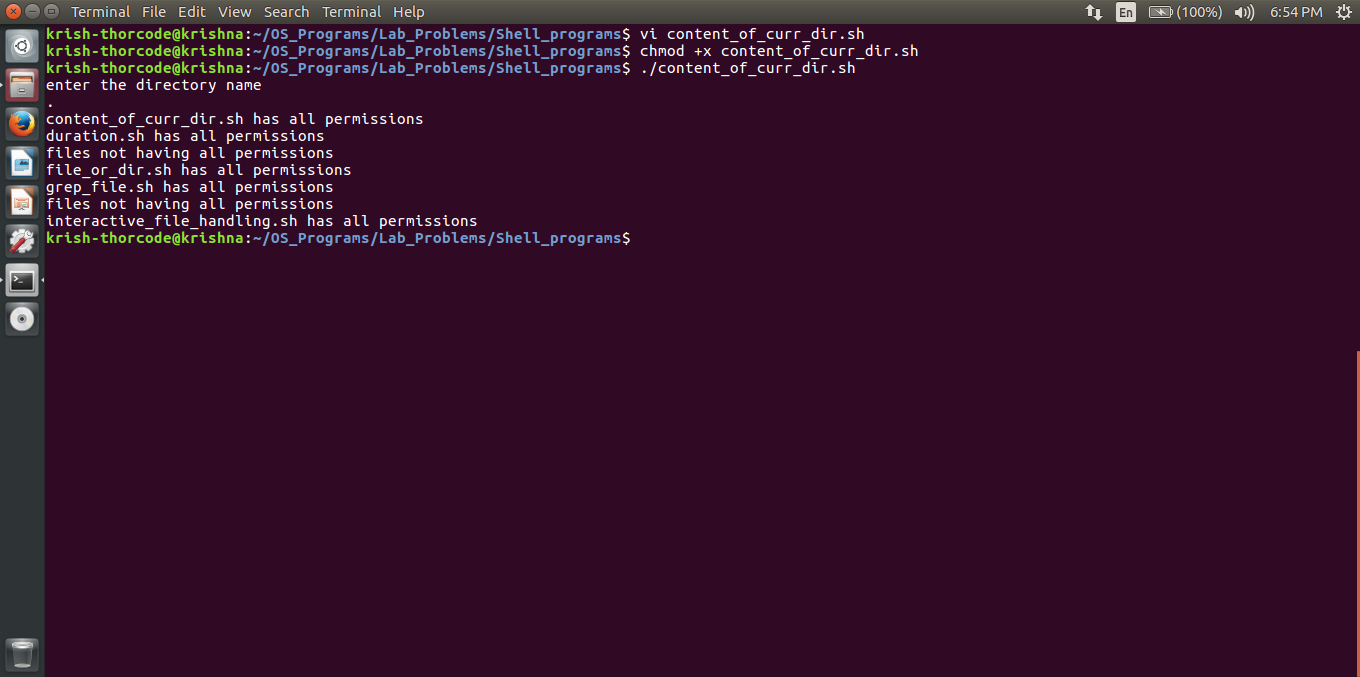 Terminal File Edit View Search Terminal Help En (100%) 6:54 PM
krish-thorcode@krishna:~/OS_Programs/Lab_Problems/Shell_programs$ vi content_of_curr_dir.sh
krish-thorcode@krishna:~/OS_Programs/Lab_Problems/Shell_programs$ chmod +x content_of_curr_dir.sh
krish-thorcode@krishna:~/OS_Programs/Lab_Problems/Shell_programs$ ./content_of_curr_dir.sh
enter the directory name
.
content_of_curr_dir.sh has all permissions
duration.sh has all permissions
files not having all permissions
file_or_dir.sh has all permissions
grep_file.sh has all permissions
files not having all permissions
interactive_file_handling.sh has all permissions
krish-thorcode@krishna:~/OS_Programs/Lab_Problems/Shell_programs$